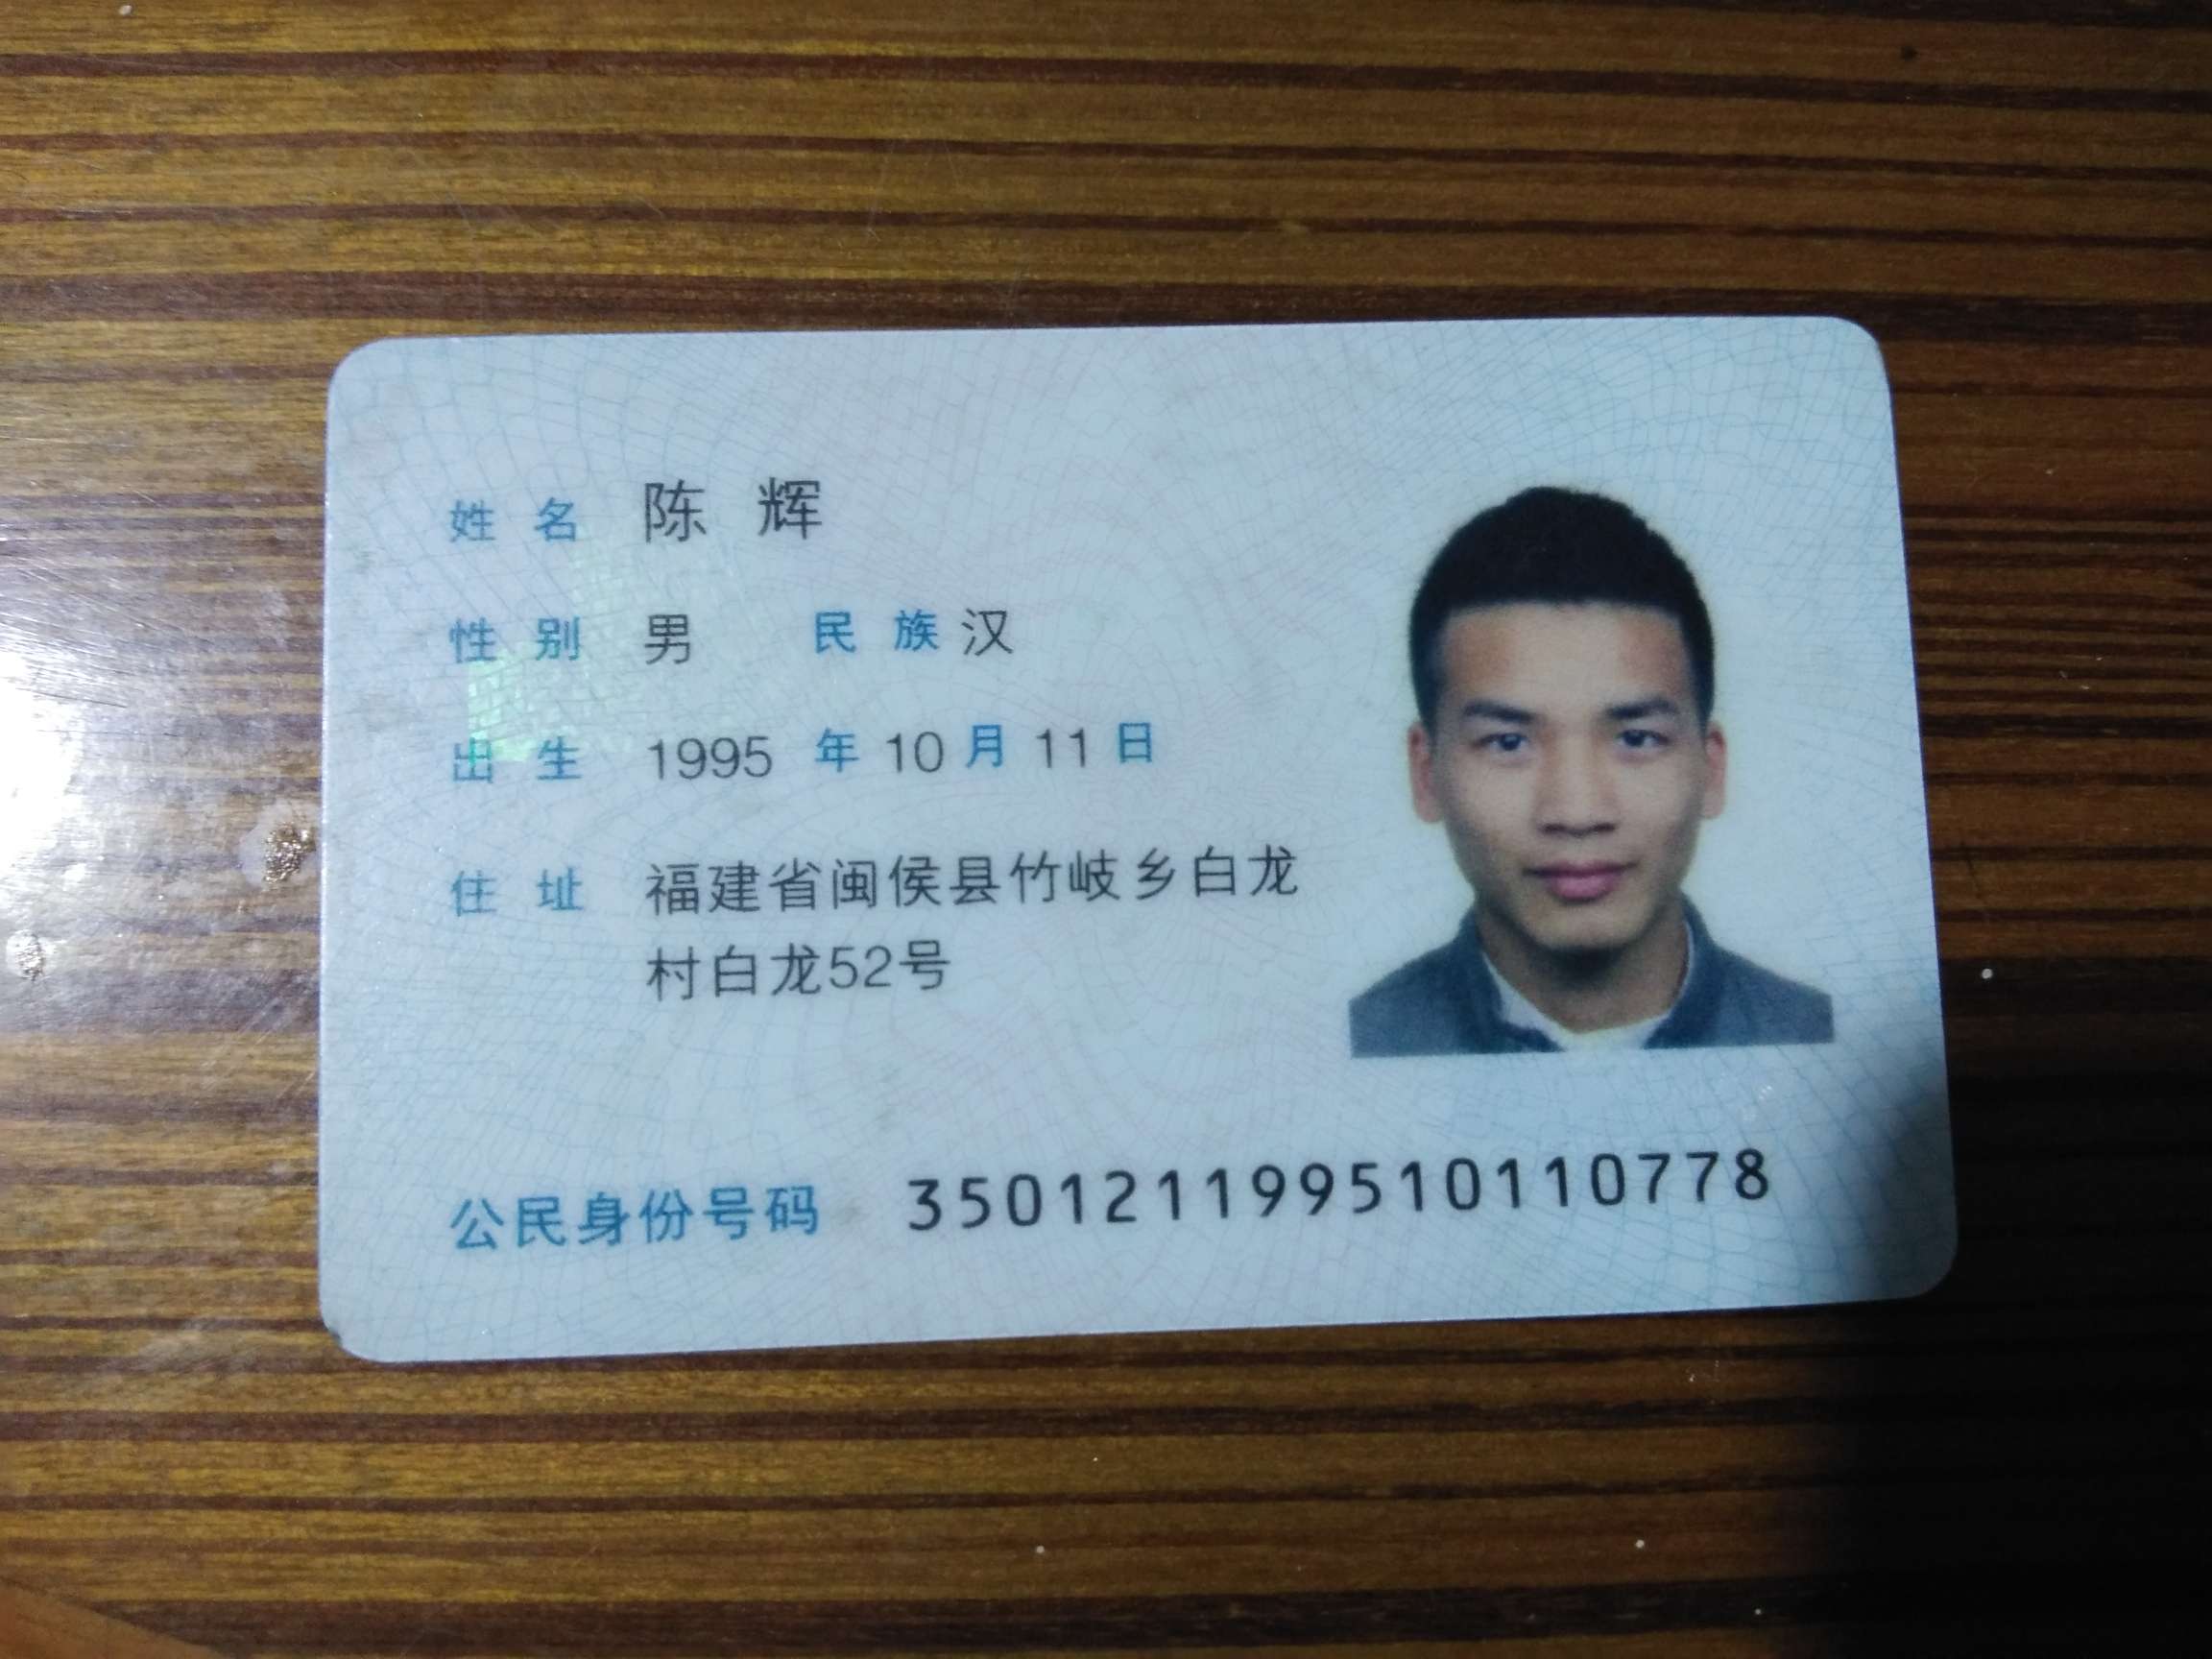 姓名 陈辉
性别 男 民族 汉
出生 1995 年 10 月 11 日
住址 福建省闽侯县竹岐乡白龙
村白龙52号
公民身份号码 350121199510110778